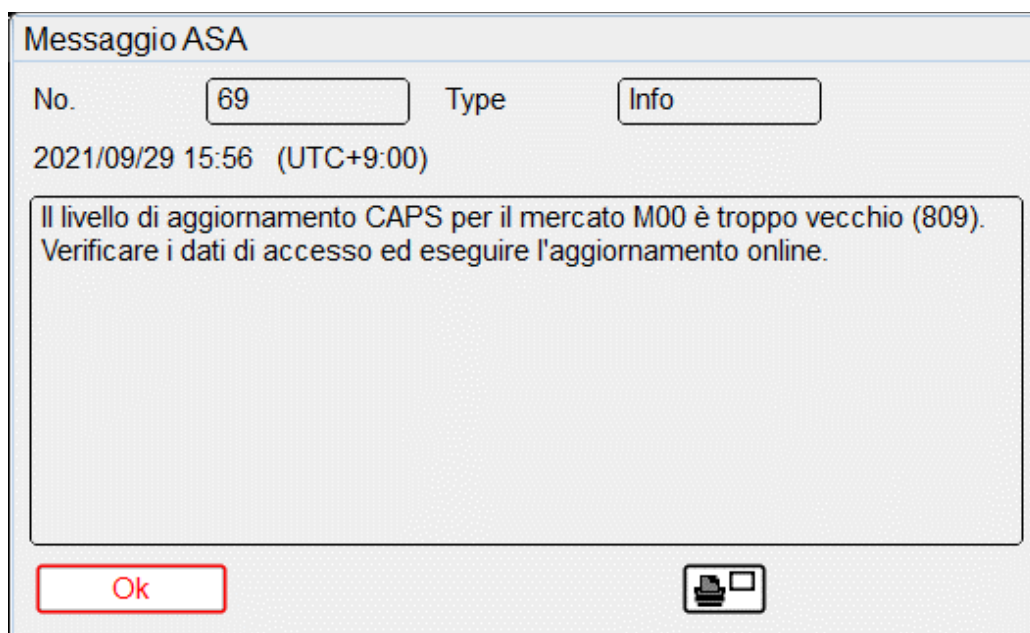 Messaggio ASA
No. 69 Type Info
2021/09/29 15:56 (UTC+9:00)
Il livello di aggiornamento CAPS per il mercato M00 è troppo vecchio (809).
Verificare i dati di accesso ed eseguire l'aggiornamento online.
Ok